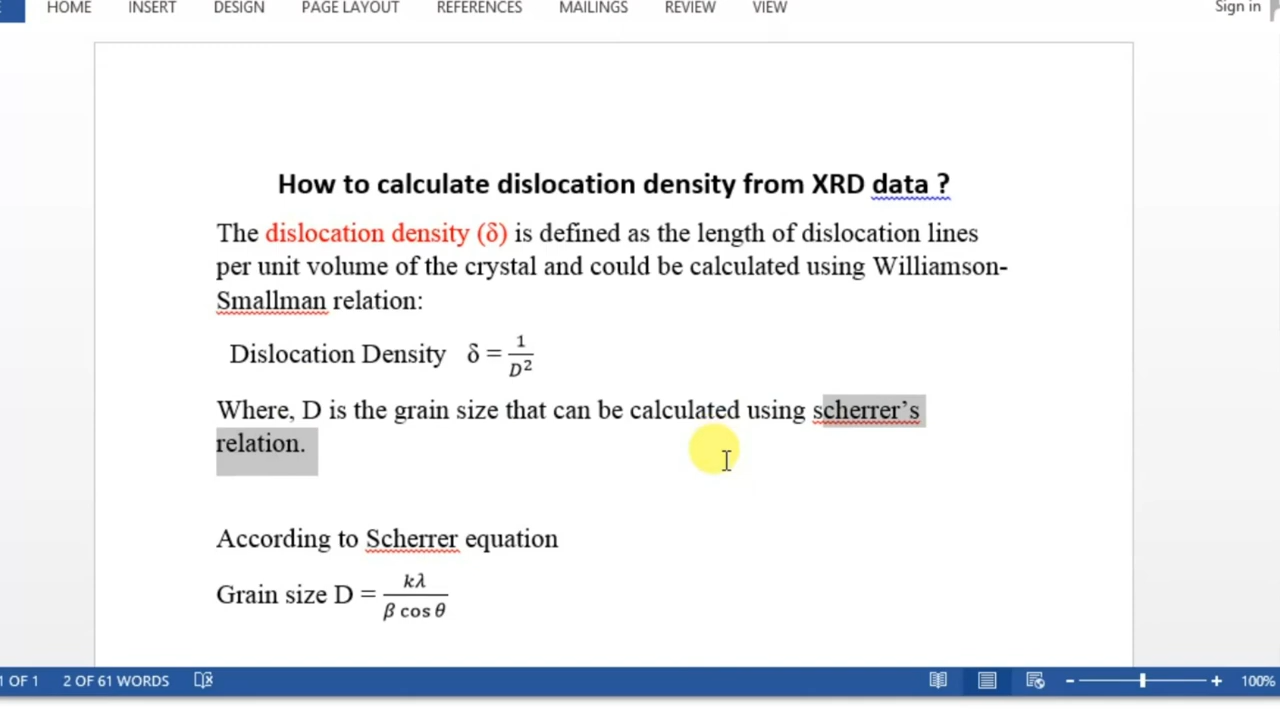 HOME INSERT DESIGN PAGE LAYOUT REFERENCES MAILINGS REVIEW VIEW Sign in
How to calculate dislocation density from XRD data ?
The dislocation density (δ) is defined as the length of dislocation lines
per unit volume of the crystal and could be calculated using Williamson-
Smallman relation:
Dislocation Density δ = 1/D²
Where, D is the grain size that can be calculated using scherrer’s
relation.
According to Scherrer equation
Grain size D = kλ/β cos θ
1 OF 1 2 OF 61 WORDS - + 100%